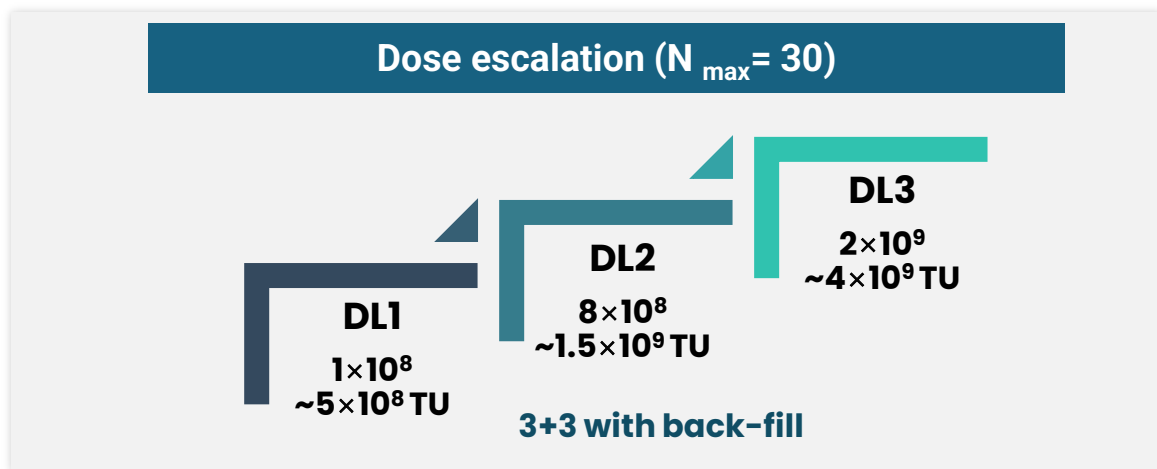 Dose escalation (N max= 30)
DL1
1×10⁸
~5×10⁸ TU
DL2
8×10⁸
~1.5×10⁹ TU
DL3
2×10⁹
~4×10⁹ TU
3+3 with back-fill